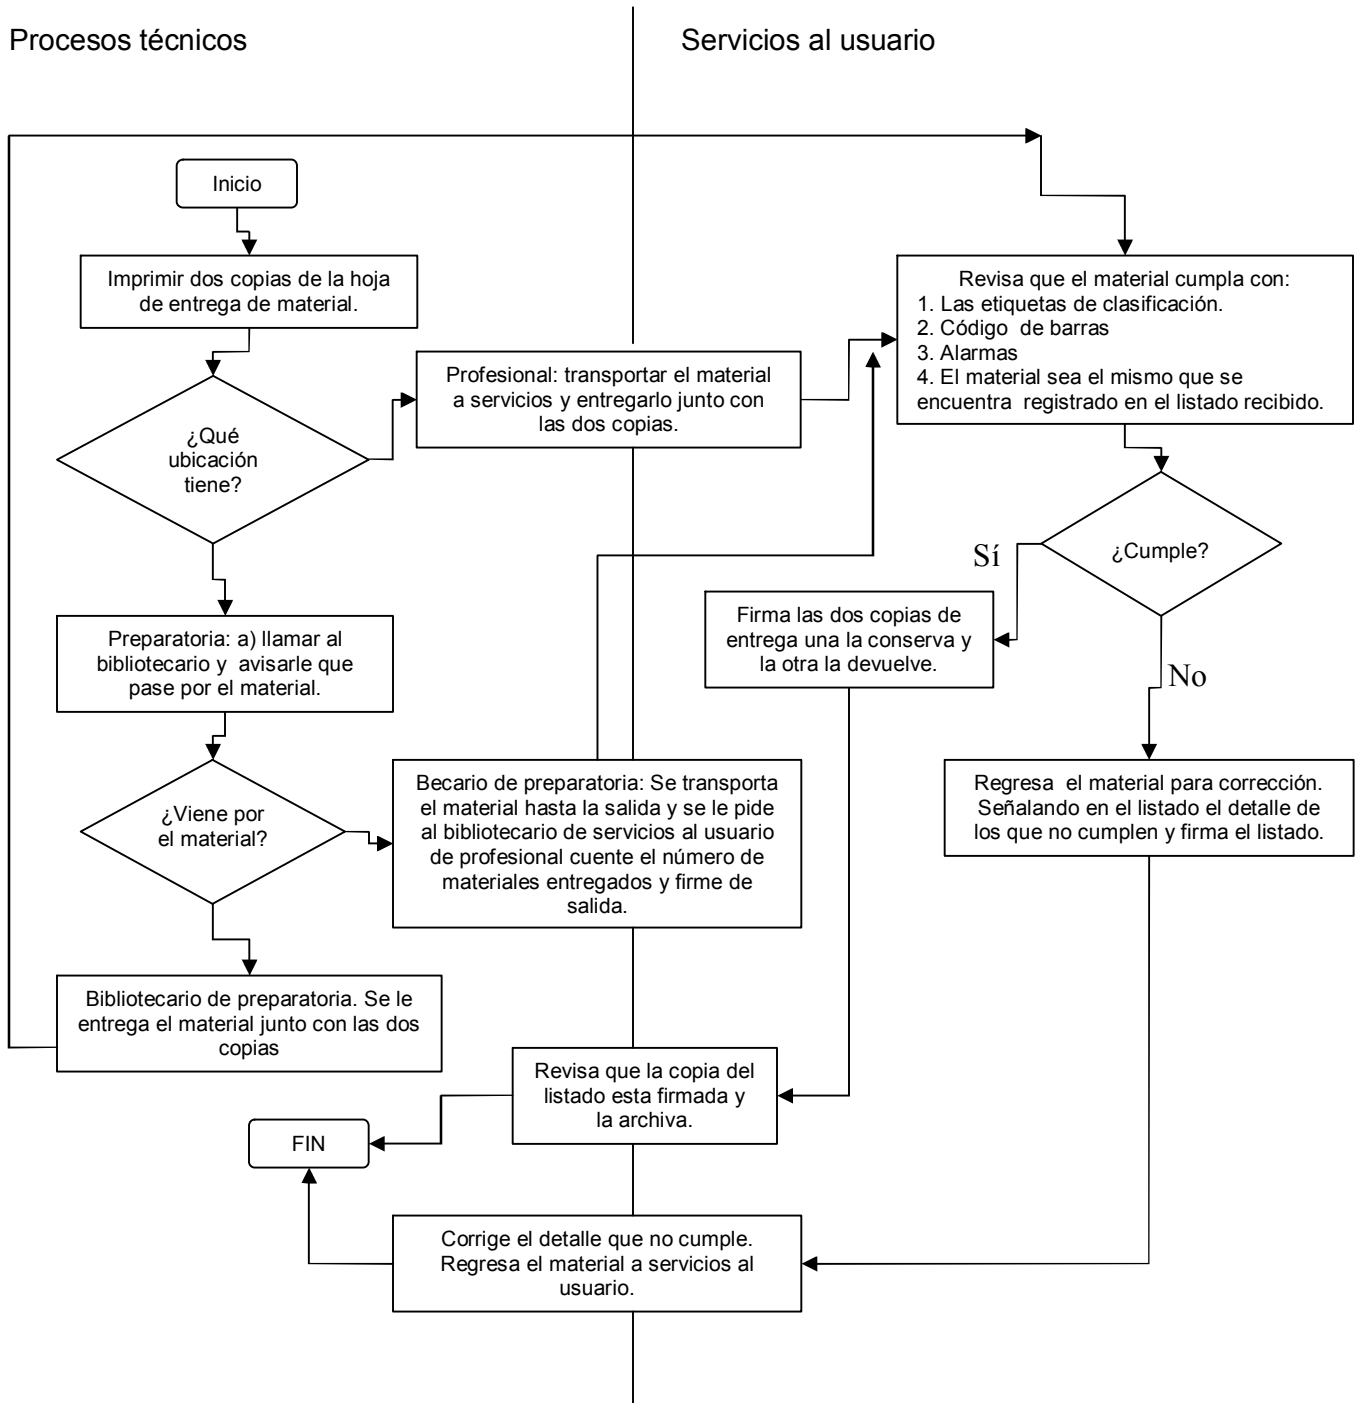 Procesos técnicos
Servicios al usuario
Inicio
Imprimir dos copias de la hoja
de entrega de material.
¿Qué
ubicación
tiene?
Profesional: transportar el material
a servicios y entregarlo junto con
las dos copias.
Revisa que el material cumpla con:
1. Las etiquetas de clasificación.
2. Código de barras
3. Alarmas
4. El material sea el mismo que se
encuentra registrado en el listado recibido.
¿Cumple?
Sí
No
Firma las dos copias de
entrega una la conserva y
la otra la devuelve.
Preparatoria: a) llamar al
bibliotecario y avisarle que
pase por el material.
¿Viene por
el material?
Becario de preparatoria: Se transporta
el material hasta la salida y se le pide
al bibliotecario de servicios al usuario
de profesional cuente el número de
materiales entregados y firme de
salida.
Regresa el material para corrección.
Señalando en el listado el detalle de
los que no cumplen y firma el listado.
Bibliotecario de preparatoria. Se le
entrega el material junto con las dos
copias
Revisa que la copia del
listado esta firmada y
la archiva.
FIN
Corrige el detalle que no cumple.
Regresa el material a servicios al
usuario.